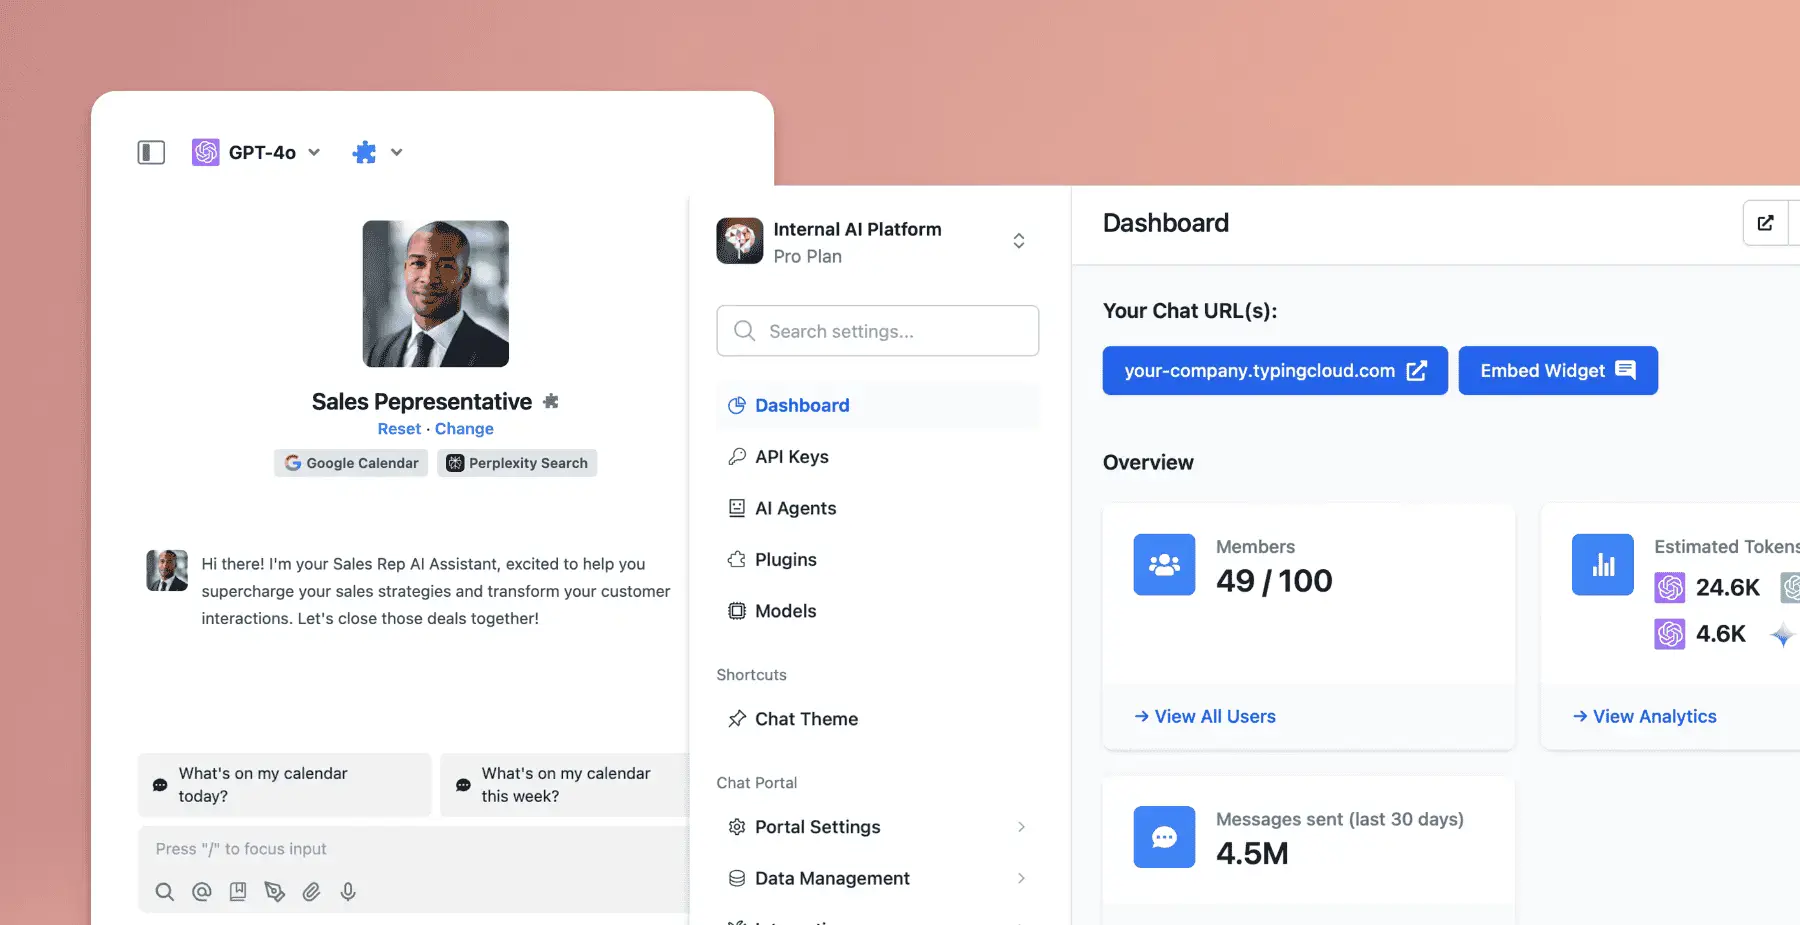 GPT-4o
Sales Pepresentative
Reset · Change
Google Calendar
Perplexity Search
Hi there! I'm your Sales Rep AI Assistant, excited to help you
supercharge your sales strategies and transform your customer
interactions. Let's close those deals together!
What's on my calendar
today?
What's on my calendar
this week?
Press "/" to focus input
Internal AI Platform
Pro Plan
Search settings...
Dashboard
API Keys
AI Agents
Plugins
Models
Shortcuts
Chat Theme
Chat Portal
Portal Settings
Data Management
Dashboard
Your Chat URL(s):
your-company.typingcloud.com
Embed Widget
Overview
Members
49 / 100
→ View All Users
Estimated Tokens
24.6K
4.6K
→ View Analytics
Messages sent (last 30 days)
4.5M